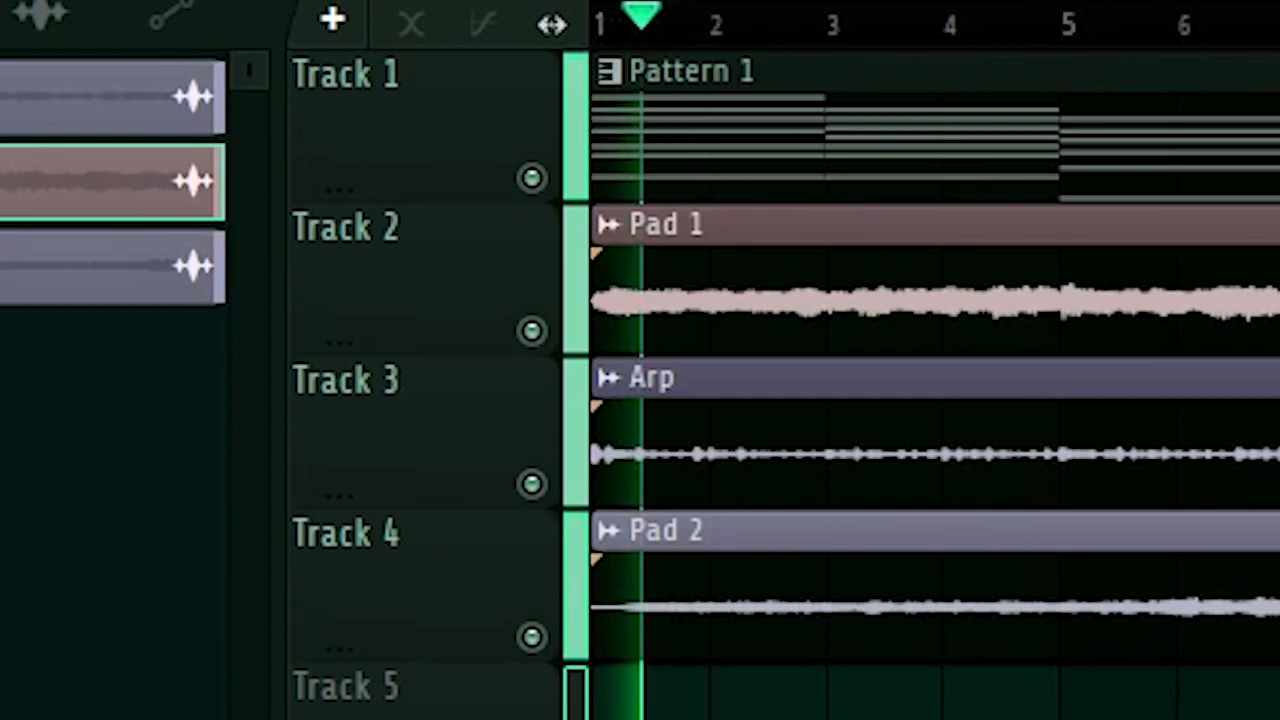 1 2 3 4 5 6
Track 1
Pattern 1
Track 2
Pad 1
Track 3
Arp
Track 4
Pad 2
Track 5